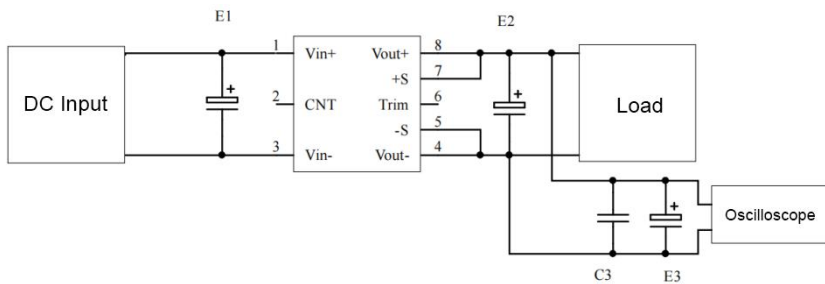 E1
E2
1
Vin+
Vout+
8
+S
7
DC Input
2
CNT
Trim
6
Load
-S
5
3
Vin-
Vout-
4
Oscilloscope
C3
E3